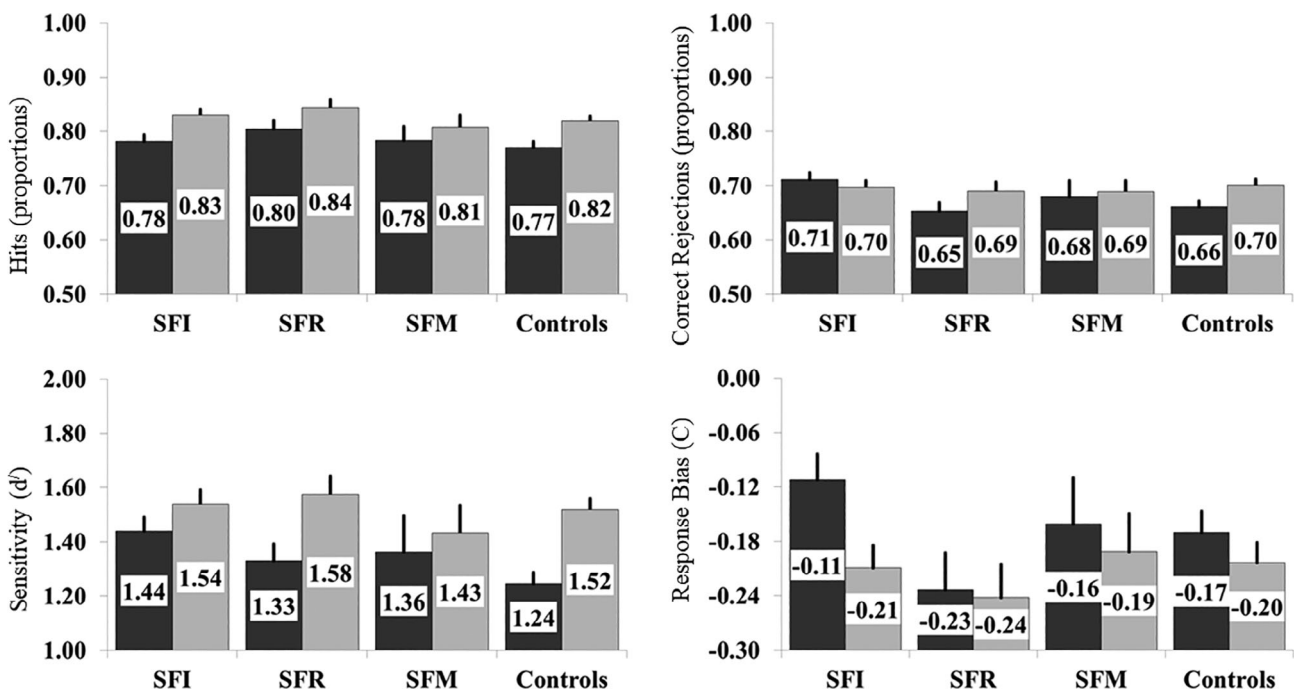 Hits (proportions)
1.00
0.90
0.80
0.70
0.60
0.50
0.78
0.83
0.80
0.84
0.78
0.81
0.77
0.82
SFI
SFR
SFM
Controls
Correct Rejections (proportions)
1.00
0.90
0.80
0.70
0.60
0.50
0.71
0.70
0.65
0.69
0.68
0.69
0.66
0.70
SFI
SFR
SFM
Controls
Sensitivity (d′)
2.00
1.80
1.60
1.40
1.20
1.00
1.44
1.54
1.33
1.58
1.36
1.43
1.24
1.52
SFI
SFR
SFM
Controls
Response Bias (C)
0.00
-0.06
-0.12
-0.18
-0.24
-0.30
-0.11
-0.21
-0.23
-0.24
-0.16
-0.19
-0.17
-0.20
SFI
SFR
SFM
Controls